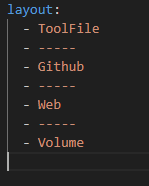 layout:
  - ToolFile
  - -----
  - Github
  - -----
  - Web
  - -----
  - Volume